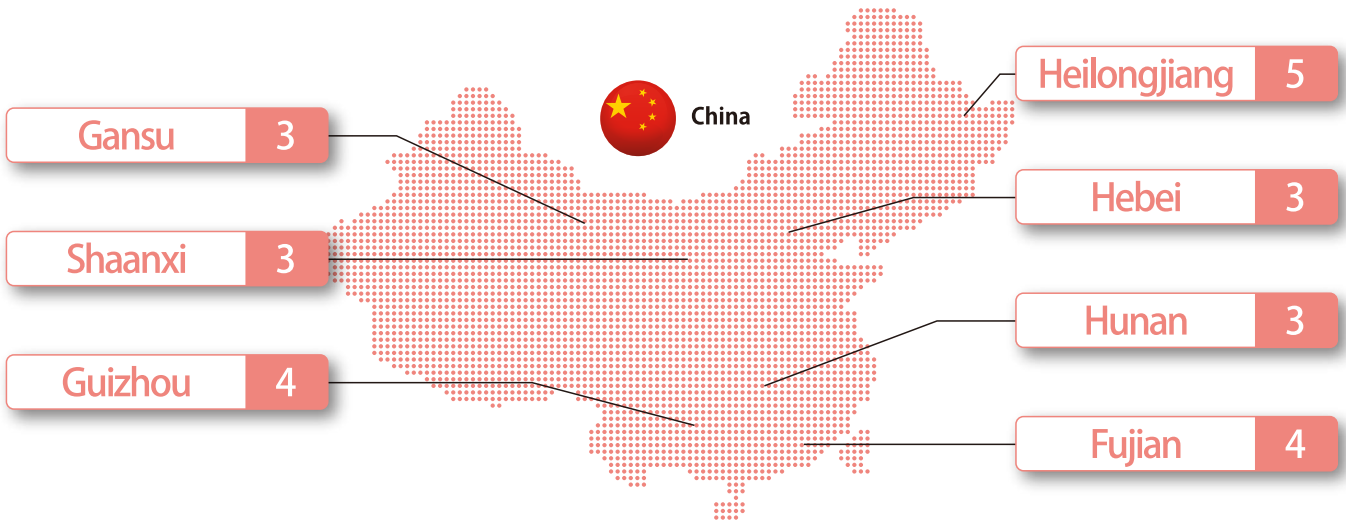 China
Gansu 3
Shaanxi 3
Guizhou 4
Heilongjiang 5
Hebei 3
Hunan 3
Fujian 4